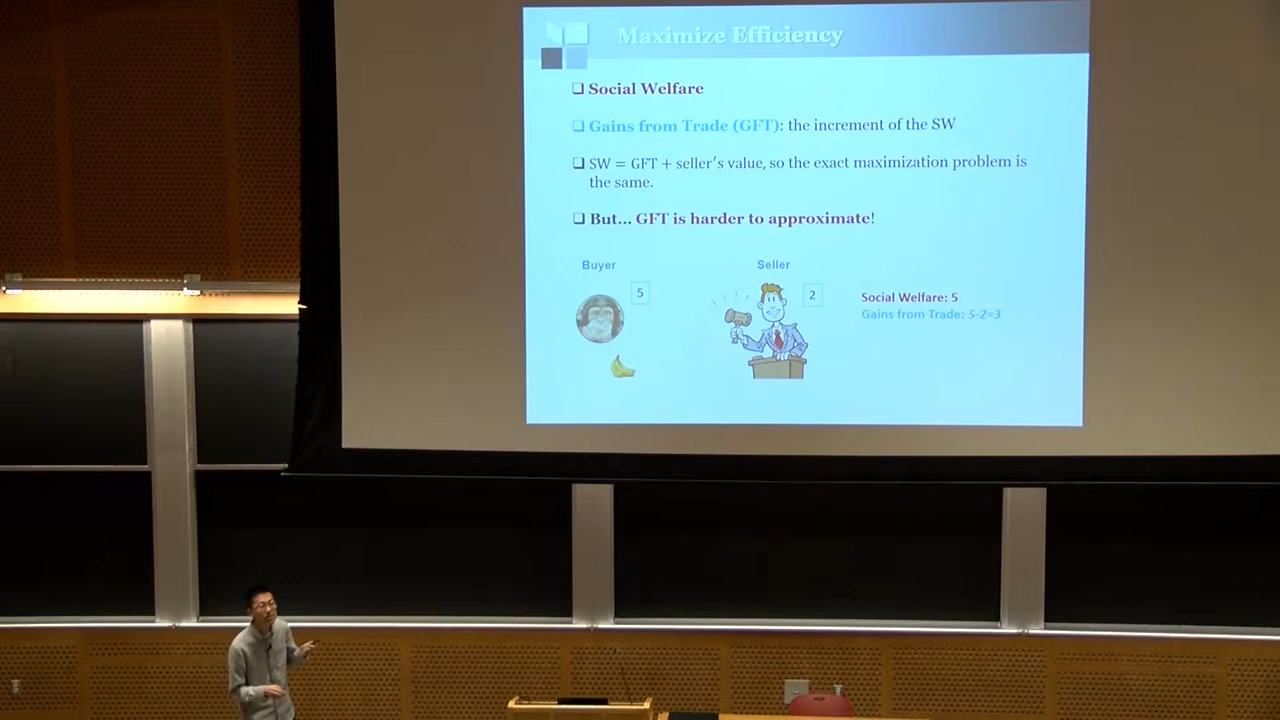 Maximize Efficiency
❑ Social Welfare
❑ Gains from Trade (GFT): the increment of the SW
❑ SW = GFT + seller's value, so the exact maximization problem is
the same.
❑ But... GFT is harder to approximate!
Buyer
Seller
5
2
Social Welfare: 5
Gains from Trade: 5-2=3